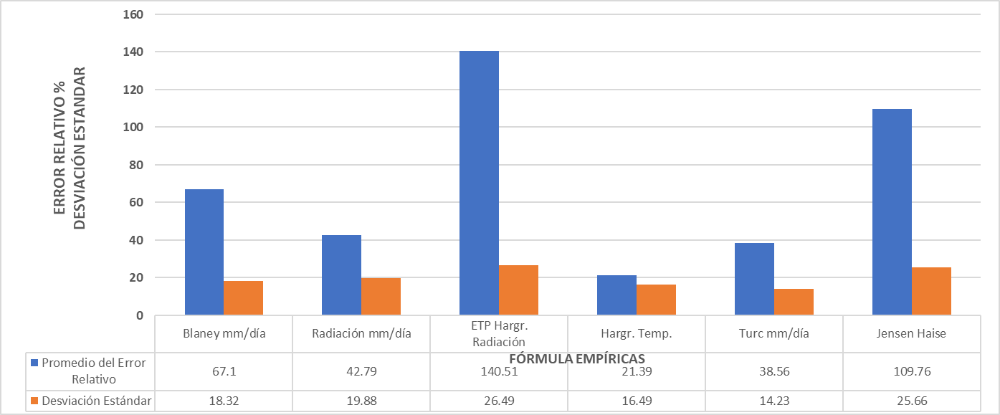 160
140
120
100
80
60
40
20
0
ERROR RELATIVO %
DESVIACIÓN ESTANDAR
Blaney mm/día Radiación mm/día ETP Hargr. Radiación Hargr. Temp. Turc mm/día Jensen Haise
FÓRMULA EMPÍRICAS
Promedio del Error Relativo 67.1 42.79 140.51 21.39 38.56 109.76
Desviación Estándar 18.32 19.88 26.49 16.49 14.23 25.66